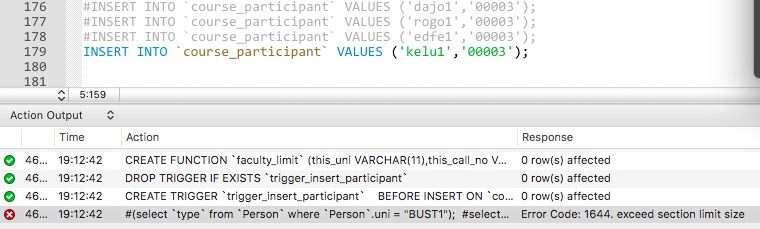 176 #INSERT INTO `course_participant` VALUES ('dajo1','00003');
177 #INSERT INTO `course_participant` VALUES ('rogo1','00003');
178 #INSERT INTO `course_participant` VALUES ('edfe1','00003');
179 INSERT INTO `course_participant` VALUES ('kelu1','00003');
180
181
5:159
Action Output
Time Action Response
46... 19:12:42 CREATE FUNCTION `faculty_limit` (this_uni VARCHAR(11),this_call_no V... 0 row(s) affected
46... 19:12:42 DROP TRIGGER IF EXISTS `trigger_insert_participant` 0 row(s) affected
46... 19:12:42 CREATE TRIGGER `trigger_insert_participant` BEFORE INSERT ON `co... 0 row(s) affected
46... 19:12:42 #(select `type` from `Person` where `Person`.uni = "BUST1"); #select... Error Code: 1644. exceed section limit size